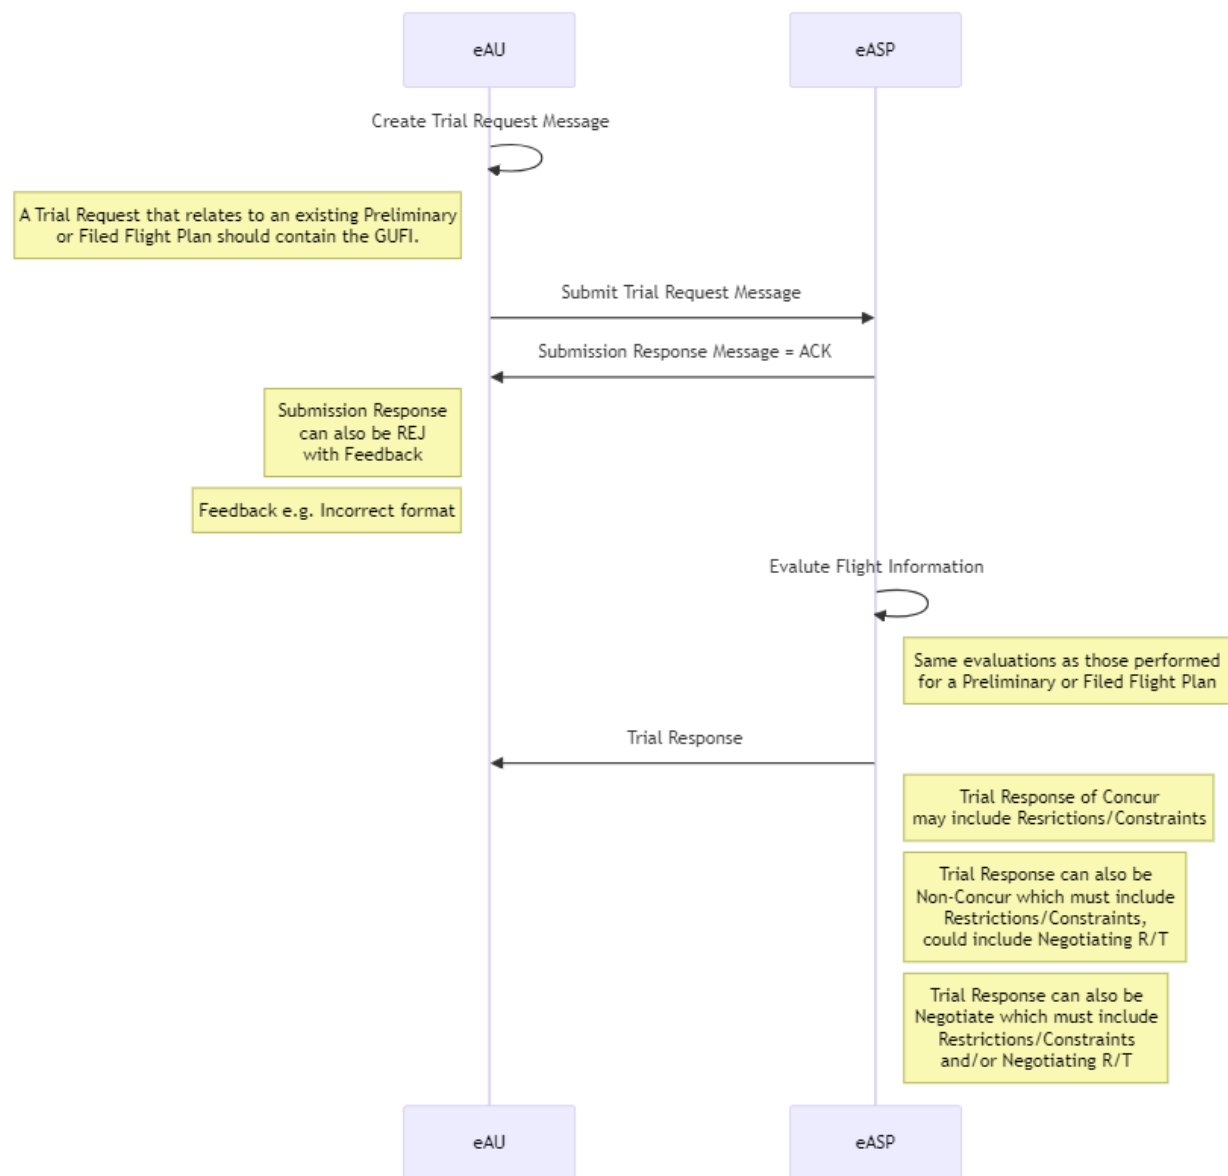 eAU
eASP
Create Trial Request Message
A Trial Request that relates to an existing Preliminary
or Filed Flight Plan should contain the GUFI.
Submit Trial Request Message
Submission Response Message = ACK
Submission Response
can also be REJ
with Feedback
Feedback e.g. Incorrect format
Evalute Flight Information
Same evaluations as those performed
for a Preliminary or Filed Flight Plan
Trial Response
Trial Response of Concur
may include Resrictions/Constraints
Trial Response can also be
Non-Concur which must include
Restrictions/Constraints,
could include Negotiating R/T
Trial Response can also be
Negotiate which must include
Restrictions/Constraints
and/or Negotiating R/T
eAU
eASP